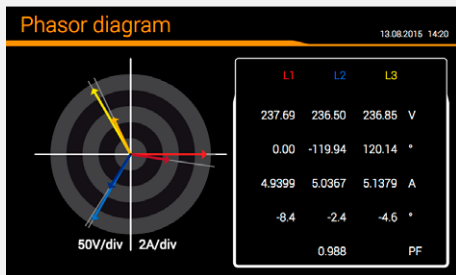 Phasor diagram
13.08.2015 14:20
L1 L2 L3
237.69 236.50 236.85 V
0.00 -119.94 120.14 °
4.9399 5.0367 5.1379 A
-8.4 -2.4 -4.6 °
0.988 PF
50V/div 2A/div